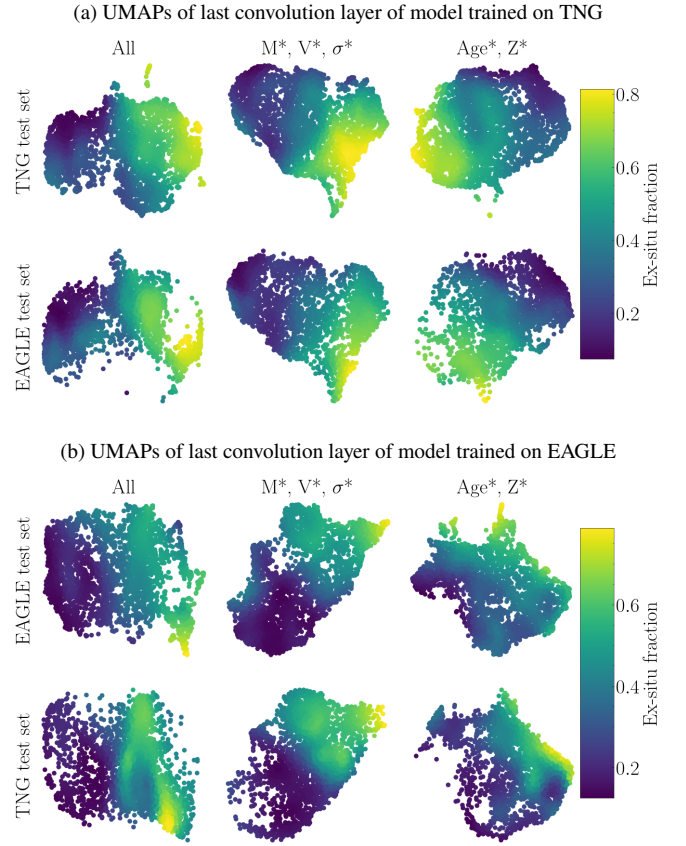 (a) UMAPs of last convolution layer of model trained on TNG
All
M*, V*, σ*
Age*, Z*
TNG test set
EAGLE test set
0.8
0.6
0.4
0.2
Ex-situ fraction
(b) UMAPs of last convolution layer of model trained on EAGLE
All
M*, V*, σ*
Age*, Z*
EAGLE test set
TNG test set
0.6
0.4
0.2
Ex-situ fraction